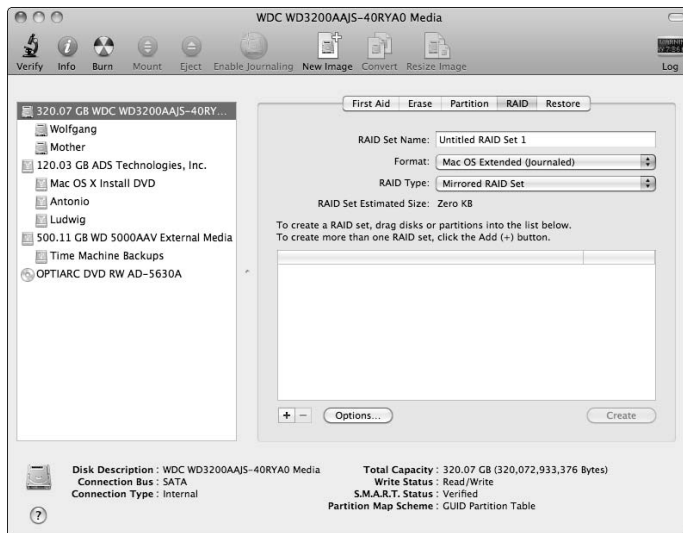 WDC WD3200AAJS-40RYA0 Media
Verify Info Burn Mount Eject Enable Journaling New Image Convert Resize Image Log
320.07 GB WDC WD3200AAJS-40RY...
Wolfgang
Mother
120.03 GB ADS Technologies, Inc.
Mac OS X Install DVD
Antonio
Ludwig
500.11 GB WD 5000AAV External Media
Time Machine Backups
OPTIARC DVD RW AD-5630A
First Aid Erase Partition RAID Restore
RAID Set Name: Untitled RAID Set 1
Format: Mac OS Extended (Journaled)
RAID Type: Mirrored RAID Set
RAID Set Estimated Size: Zero KB
To create a RAID set, drag disks or partitions into the list below.
To create more than one RAID set, click the Add (+) button.
+ − Options... Create
Disk Description : WDC WD3200AAJS-40RYA0 Media
Connection Bus : SATA
Connection Type : Internal
Total Capacity : 320.07 GB (320,072,933,376 Bytes)
Write Status : Read/Write
S.M.A.R.T. Status : Verified
Partition Map Scheme : GUID Partition Table
?